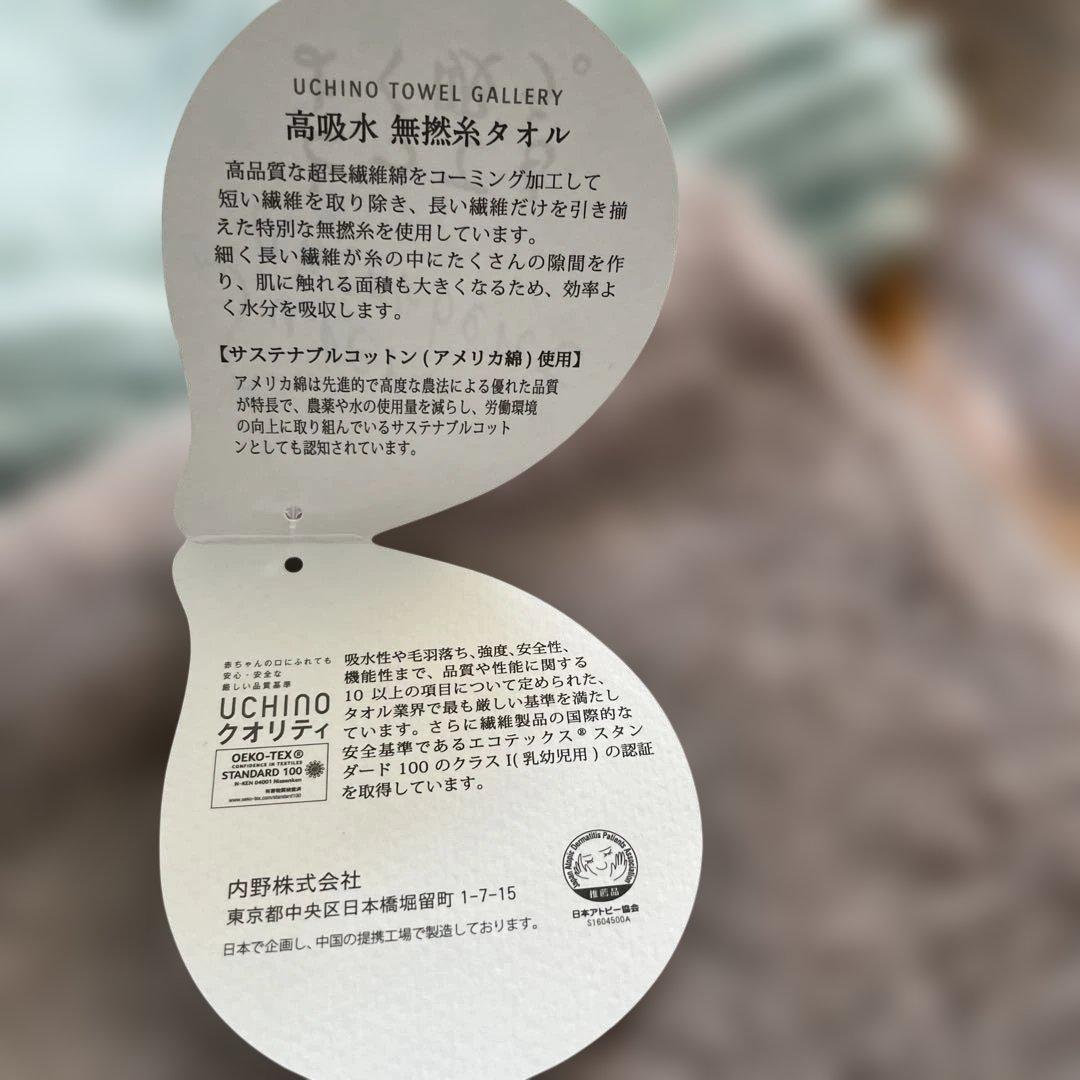 UCHINO TOWEL GALLERY
高吸水 無撚糸タオル
高品質な超長繊維綿をコーミング加工して
短い繊維を取り除き、長い繊維だけを引き揃
えた特別な無撚糸を使用しています。
細く長い繊維が糸の中にたくさんの隙間を作
り、肌に触れる面積も大きくなるため、効率よ
く水分を吸収します。
【サステナブルコットン(アメリカ綿)使用】
アメリカ綿は先進的で高度な農法による優れた品質
が特長で、農薬や水の使用量を減らし、労働環境
の向上に取り組んでいるサステナブルコット
ンとしても認知されています。
赤ちゃんの口にふれても
安心・安全な
厳しい品質基準
UCHINO
クオリティ
OEKO-TEX®
CONFIDENCE IN TEXTILES
STANDARD 100
N-KEN 04001 Nissenken
有害物質検査済
www.oeko-tex.com/standard100
吸水性や毛羽落ち、強度、安全性、
機能性まで、品質や性能に関する
10 以上の項目について定められた、
タオル業界で最も厳しい基準を満たし
ています。さらに繊維製品の国際的な
安全基準であるエコテックス® スタン
ダード 100 のクラス I(乳幼児用)の認証
を取得しています。
内野株式会社
東京都中央区日本橋堀留町 1-7-15
日本で企画し、中国の提携工場で製造しております。
Japan Atopic Dermatitis Patients Association
推薦品
日本アトピー協会
S1604500A